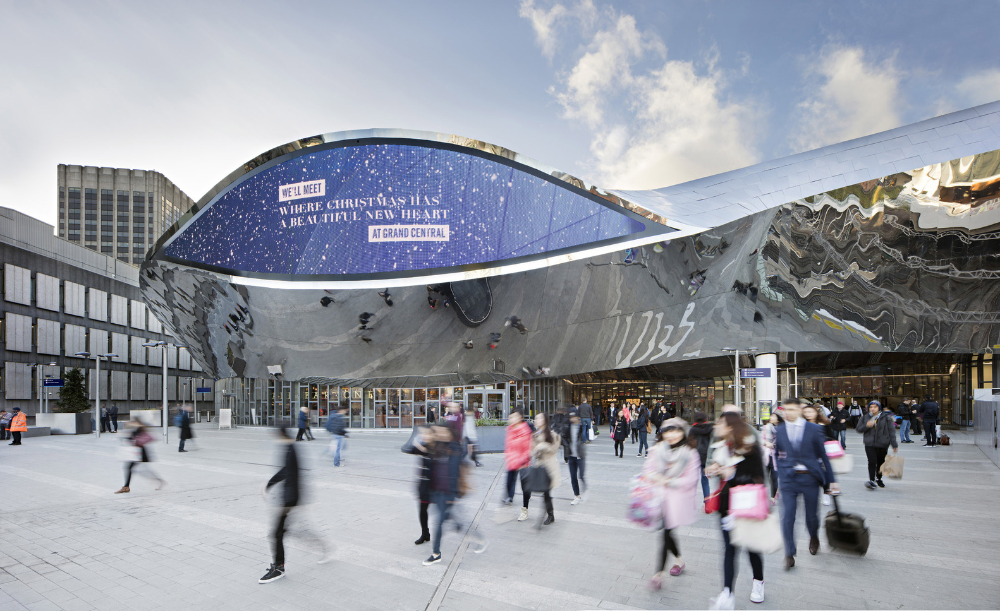 WE'LL MEET
WHERE CHRISTMAS HAS
A BEAUTIFUL NEW HEART
AT GRAND CENTRAL